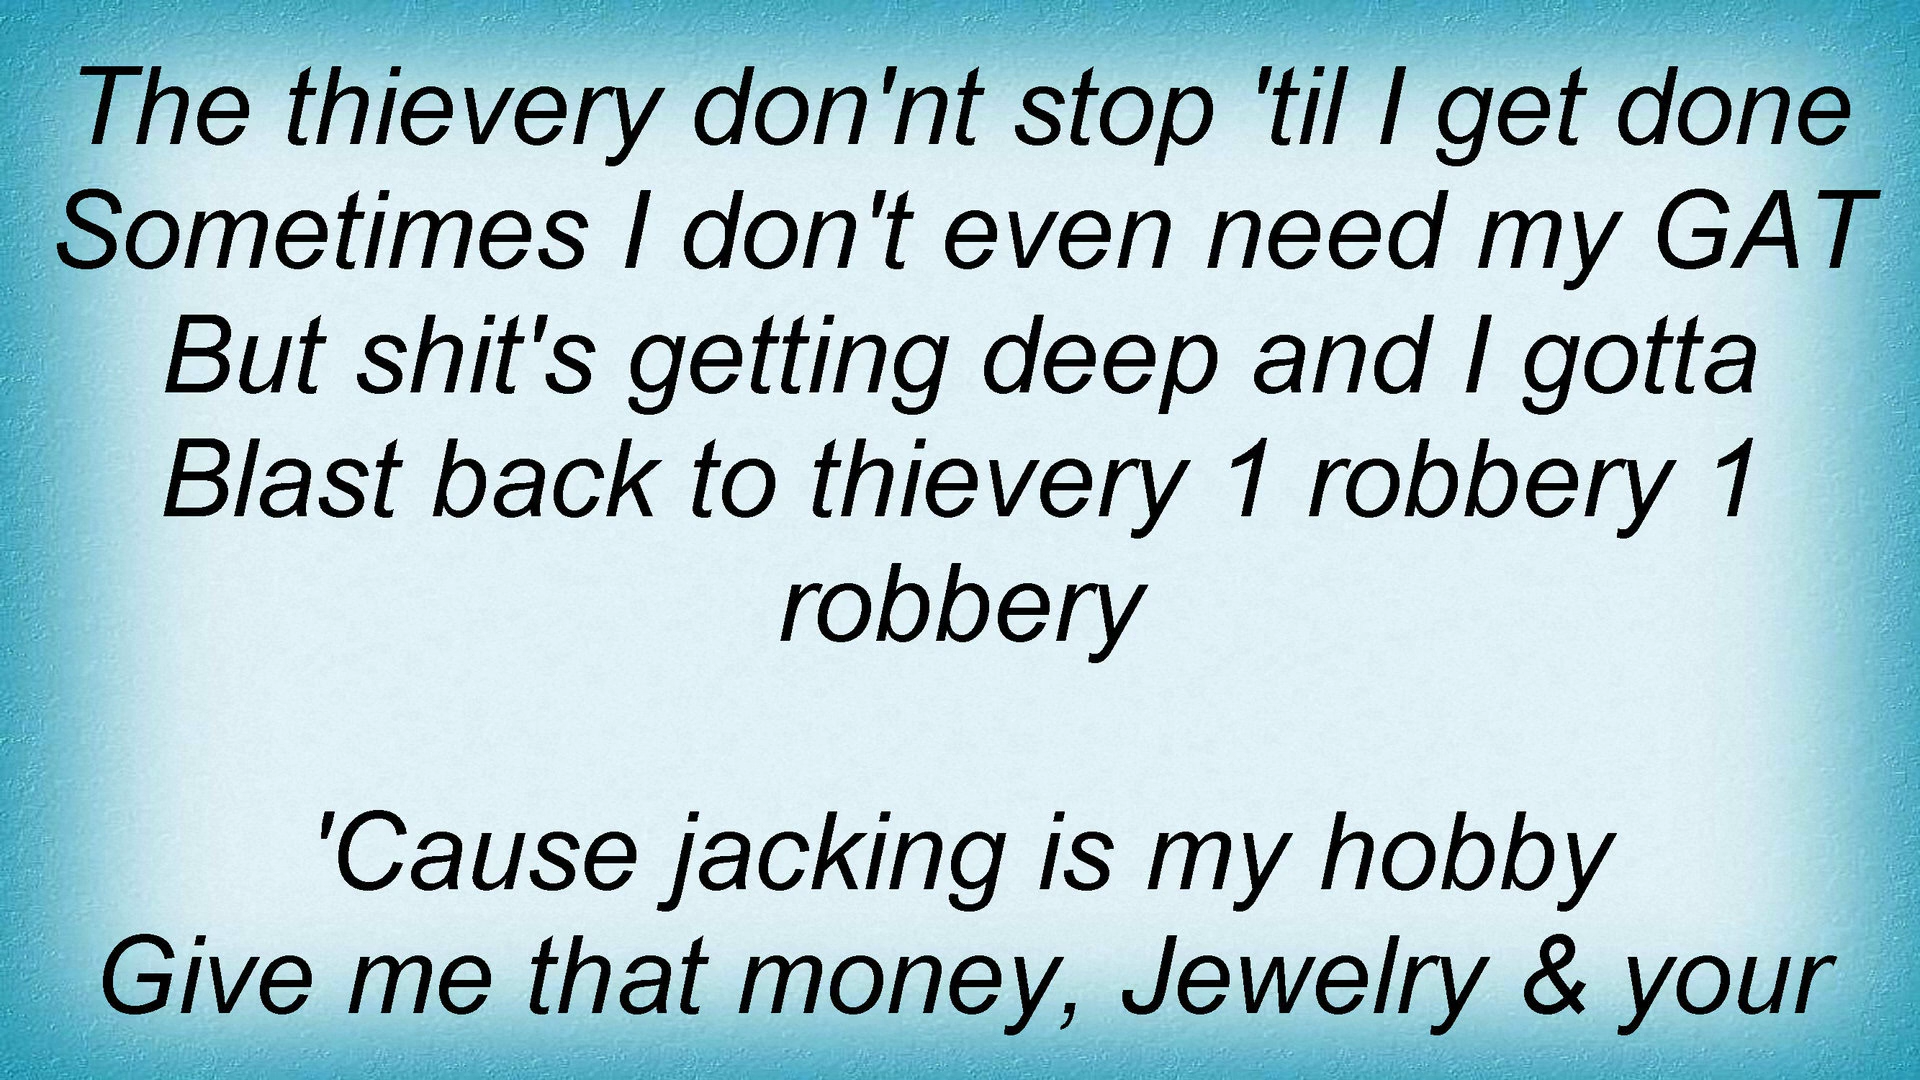 The thievery don'nt stop 'til I get done
Sometimes I don't even need my GAT
But shit's getting deep and I gotta
Blast back to thievery 1 robbery 1
robbery
'Cause jacking is my hobby
Give me that money, Jewelry & your